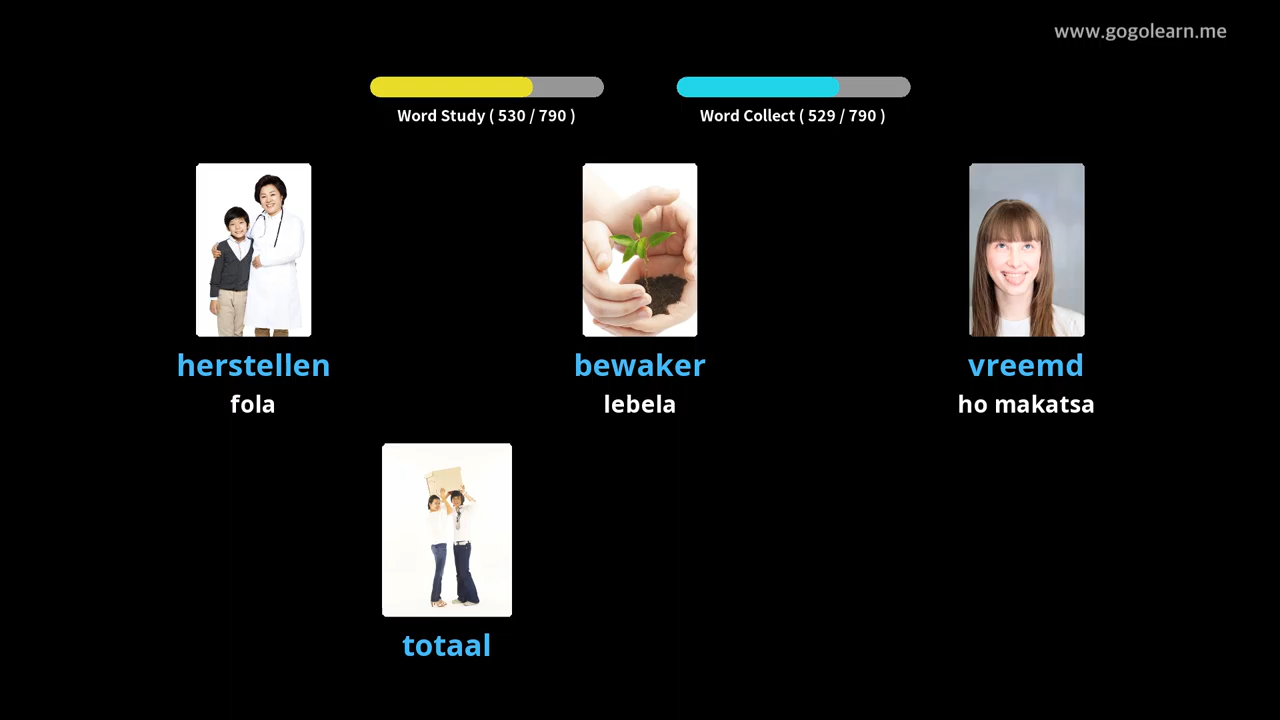 www.gogolearn.me
Word Study ( 530 / 790 )
Word Collect ( 529 / 790 )
herstellen
fola
bewaker
lebela
vreemd
ho makatsa
totaal